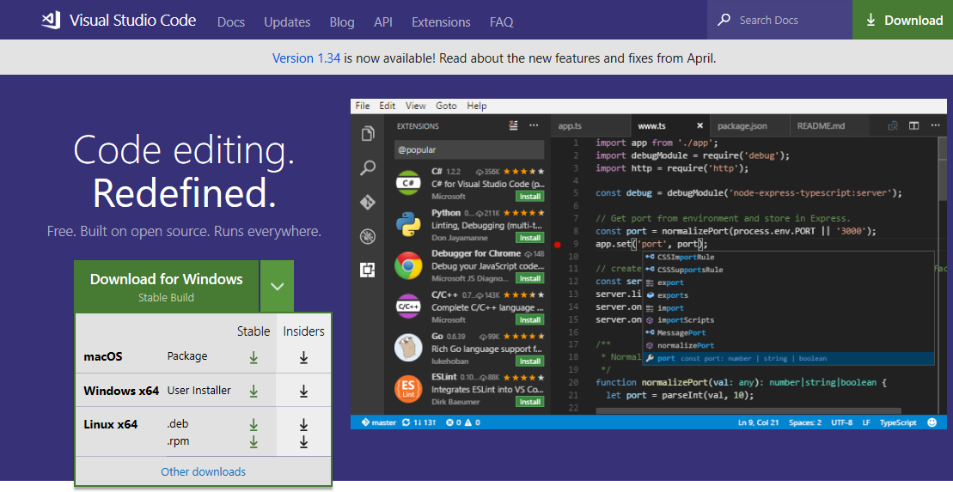 Visual Studio Code Docs Updates Blog API Extensions FAQ Search Docs Download
Version 1.34 is now available! Read about the new features and fixes from April.
Code editing.
Redefined.
Free. Built on open source. Runs everywhere.
Download for Windows
Stable Build
Stable Insiders
macOS Package
Windows x64 User Installer
Linux x64 .deb
.rpm
Other downloads
File Edit View Goto Help
EXTENSIONS ...
@popular
C# 1.2.2 356K
C# for Visual Studio Code (p...
Microsoft Install
Python 0.... 211K
Linting, Debugging (multi-t...
Don Jayamanne Install
Debugger for Chrome 148
Debug your JavaScript code...
Microsoft JS Diagno... Install
C/C++ 0.7... 143K
Complete C/C++ language ...
Microsoft Install
Go 0.6.39 99K
Rich Go language support f...
lukehoban Install
ESLint 0.10... 88K
Integrates ESLint into VS Co...
Dirk Baeumer Install
app.ts www.ts package.json README.md ...
1 import app from './app';
2 import debugModule = require('debug');
3 import http = require('http');
4
5 const debug = debugModule('node-express-typescript:server');
6
7 // Get port from environment and store in Express.
8 const port = normalizePort(process.env.PORT || '3000');
9 app.set('port', port);
10
11 // create
12 const ser
13 server.li
14 server.on
15 server.on
16
17 /**
18 * Normal
19 */
20 function normalizePort(val: any): number|string|boolean {
21 let port = parseInt(val, 10);
22
CSSImportRule
CSSSupportsRule
export
exports
import
importScripts
MessagePort
normalizePort
port const port: number | string | boolean
master 1↓ 13↑ 0 0 Ln 9, Col 21 Spaces: 2 UTF-8 LF TypeScript